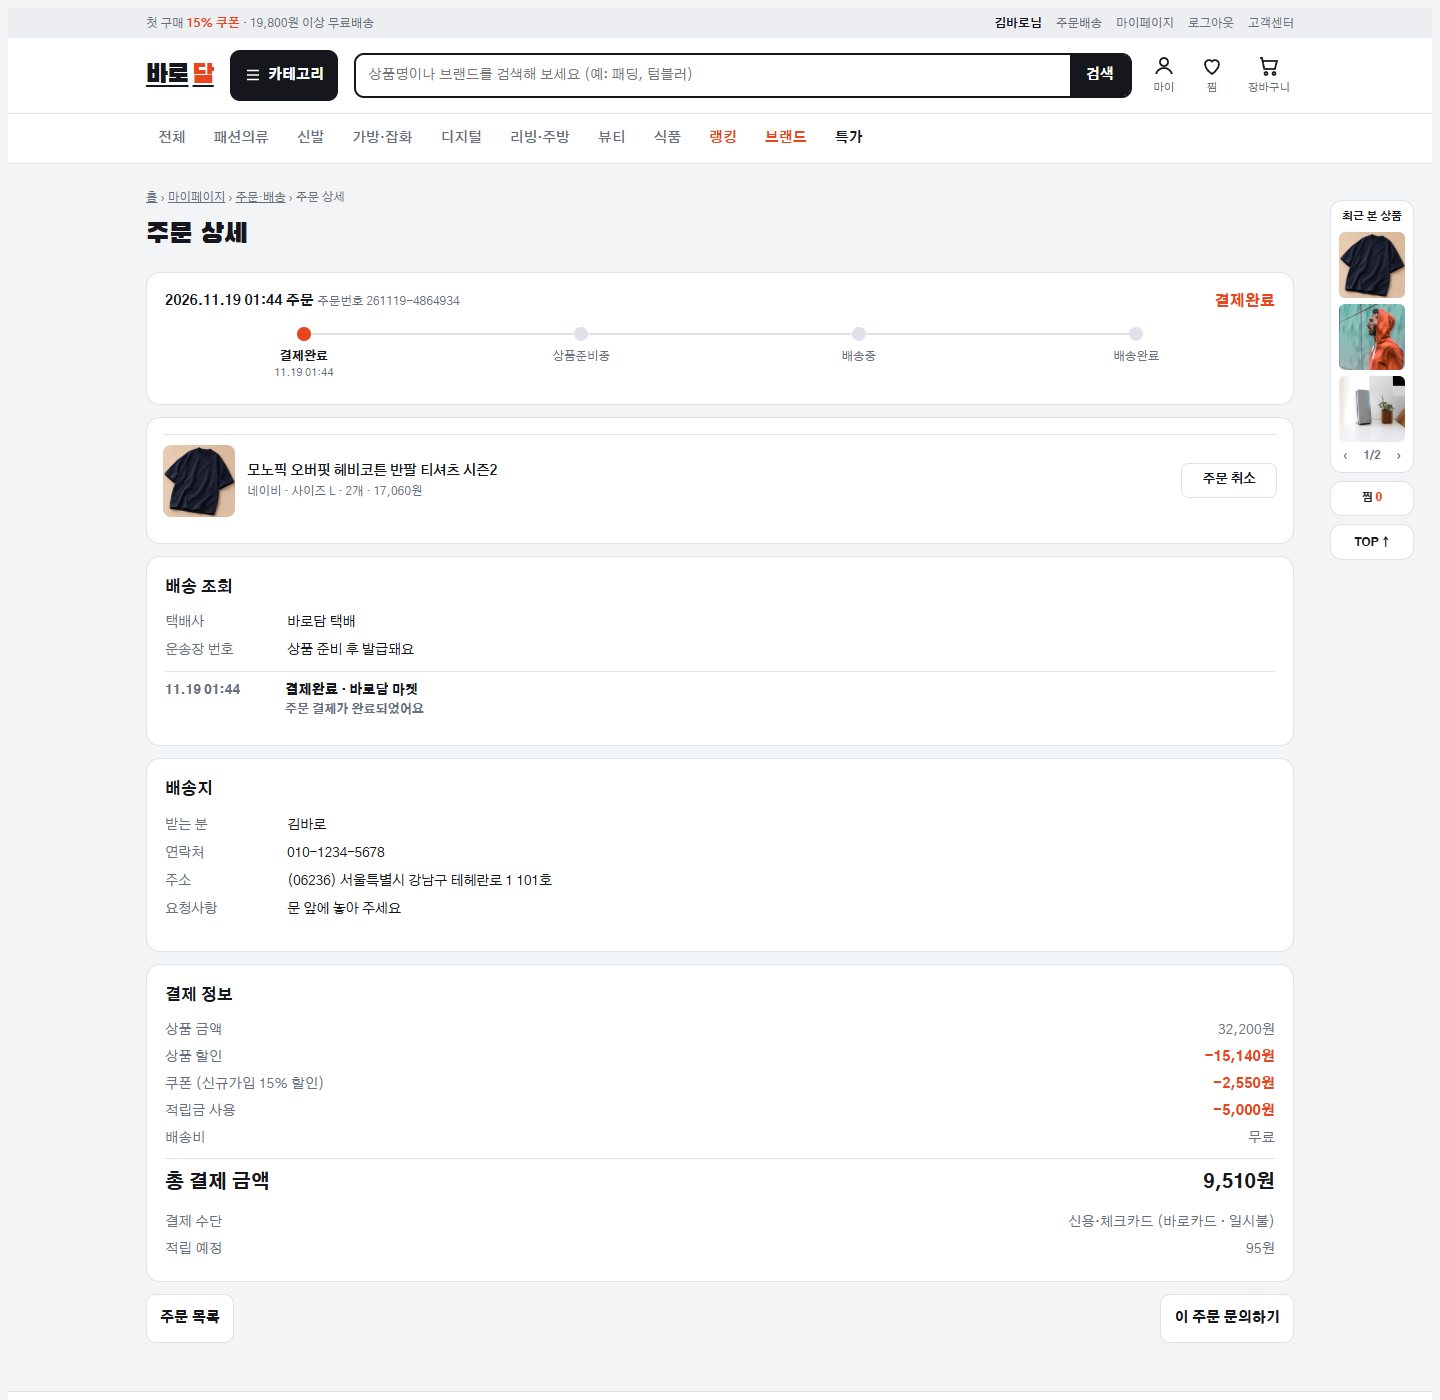 첫 구매 15% 쿠폰 · 19,800원 이상 무료배송
김바로님 주문배송 마이페이지 로그아웃 고객센터
바로담
카테고리
상품명이나 브랜드를 검색해 보세요 (예: 패딩, 텀블러)
검색
마이 찜 장바구니
전체 패션의류 신발 가방·잡화 디지털 리빙·주방 뷰티 식품 랭킹 브랜드 특가
홈 › 마이페이지 › 주문·배송 › 주문 상세
주문 상세
2026.11.19 01:44 주문 주문번호 261119-4864934
결제완료
결제완료 상품준비중 배송중 배송완료
11.19 01:44
모노픽 오버핏 헤비코튼 반팔 티셔츠 시즌2
네이비 · 사이즈 L · 2개 · 17,060원
주문 취소
배송 조회
택배사 바로담 택배
운송장 번호 상품 준비 후 발급돼요
11.19 01:44 결제완료 · 바로담 마켓
주문 결제가 완료되었어요
배송지
받는 분 김바로
연락처 010-1234-5678
주소 (06236) 서울특별시 강남구 테헤란로 1 101호
요청사항 문 앞에 놓아 주세요
결제 정보
상품 금액 32,200원
상품 할인 -15,140원
쿠폰 (신규가입 15% 할인) -2,550원
적립금 사용 -5,000원
배송비 무료
총 결제 금액 9,510원
결제 수단 신용·체크카드 (바로카드 · 일시불)
적립 예정 95원
주문 목록
이 주문 문의하기
최근 본 상품
‹ 1/2 ›
찜 0
TOP ↑